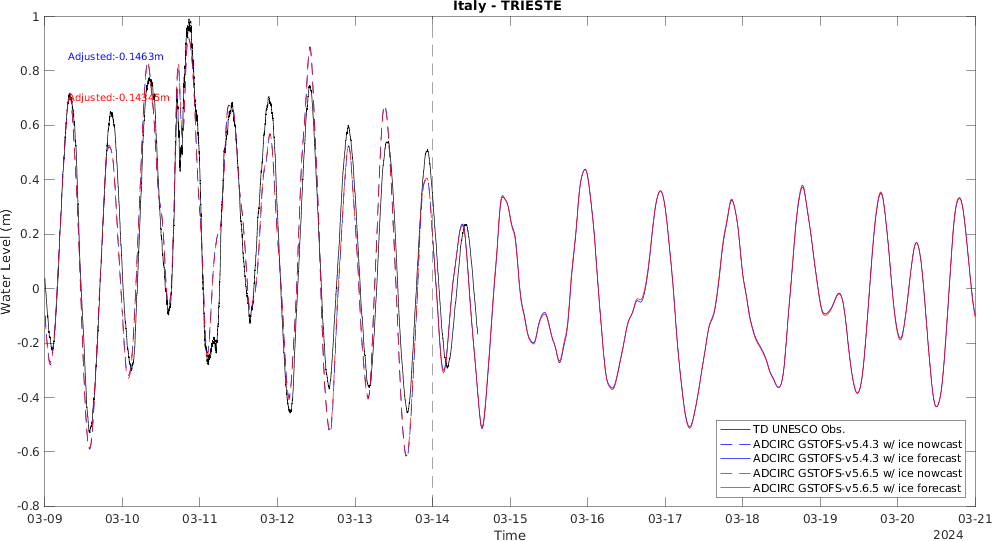 Italy - TRIESTE
Adjusted:-0.1463m
Adjusted:-0.14345m
Water Level (m)
1
0.8
0.6
0.4
0.2
0
-0.2
-0.4
-0.6
-0.8
TD UNESCO Obs.
ADCIRC GSTOFS-v5.4.3 w/ ice nowcast
ADCIRC GSTOFS-v5.4.3 w/ ice forecast
ADCIRC GSTOFS-v5.6.5 w/ ice nowcast
ADCIRC GSTOFS-v5.6.5 w/ ice forecast
03-09 03-10 03-11 03-12 03-13 03-14 03-15 03-16 03-17 03-18 03-19 03-20 03-21
Time
2024